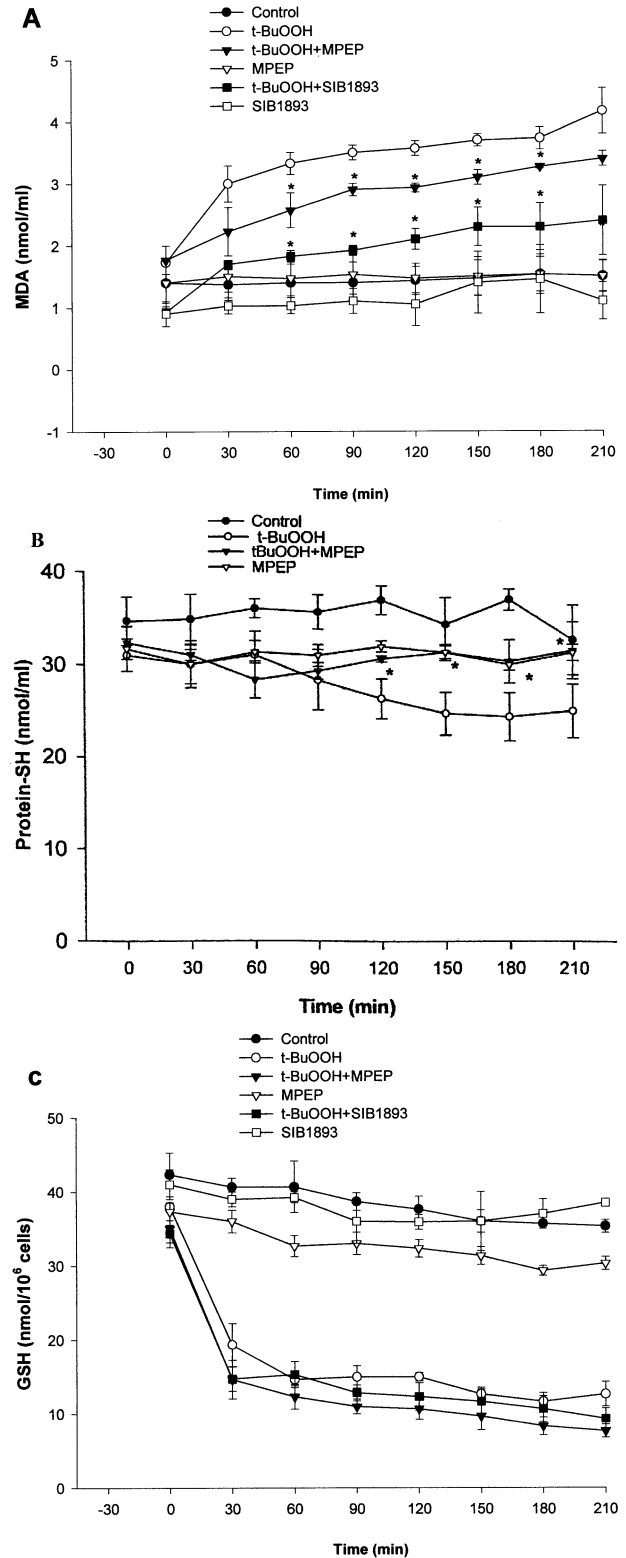 A
Control
t-BuOOH
t-BuOOH+MPEP
MPEP
t-BuOOH+SIB1893
SIB1893
MDA (nmol/ml)
5
4
3
2
1
0
-1
* * * * *
* * * * *
-30 0 30 60 90 120 150 180 210
Time (min)
B
Control
t-BuOOH
tBuOOH+MPEP
MPEP
Protein-SH (nmol/ml)
40
30
20
10
0
* * * *
0 30 60 90 120 150 180 210
Time (min)
C
Control
t-BuOOH
t-BuOOH+MPEP
MPEP
t-BuOOH+SIB1893
SIB1893
GSH (nmol/10⁶ cells)
50
40
30
20
10
0
-30 0 30 60 90 120 150 180 210
Time (min)